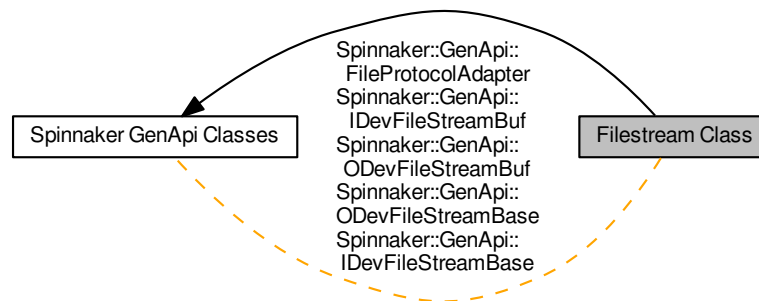 Spinnaker GenApi Classes
Spinnaker::GenApi::
FileProtocolAdapter
Spinnaker::GenApi::
IDevFileStreamBuf
Spinnaker::GenApi::
ODevFileStreamBuf
Spinnaker::GenApi::
ODevFileStreamBase
Spinnaker::GenApi::
IDevFileStreamBase
Filestream Class